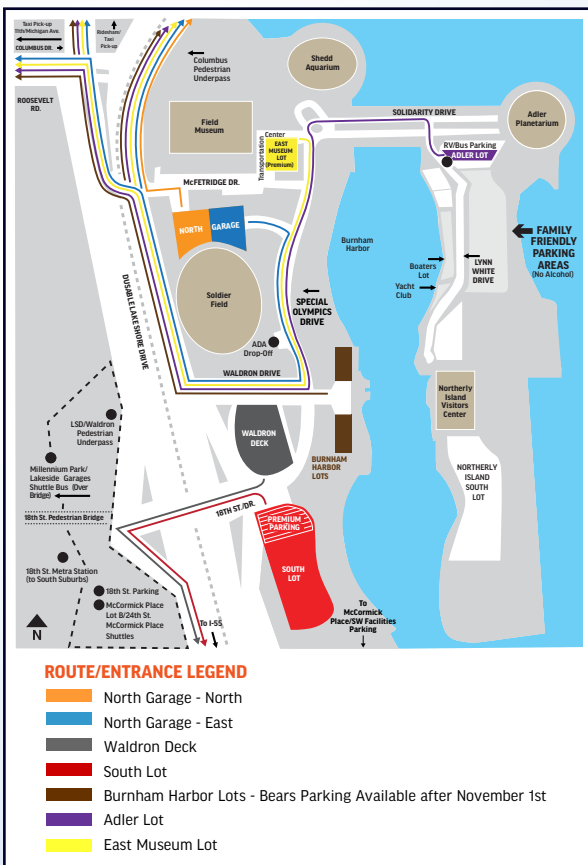 Taxi Pick-up
11th/Michigan Ave.
COLUMBUS DR.
Rideshare/
Taxi
Pick-up
ROOSEVELT
RD.
Columbus
Pedestrian
Underpass
Shedd
Aquarium
SOLIDARITY DRIVE
Adler
Planetarium
Field
Museum
Transportation
Center
EAST
MUSEUM
LOT
(Premium)
RV/Bus Parking
ADLER LOT
McFETRIDGE DR.
NORTH
GARAGE
Burnham
Harbor
FAMILY
FRIENDLY
PARKING
AREAS
(No Alcohol)
Boaters
Lot
LYNN
WHITE
DRIVE
Yacht
Club
DUSABLE LAKE SHORE DRIVE
Soldier
Field
SPECIAL
OLYMPICS
DRIVE
ADA
Drop-Off
WALDRON DRIVE
Northerly
Island
Visitors
Center
LSD/Waldron
Pedestrian
Underpass
WALDRON
DECK
BURNHAM
HARBOR
LOTS
Millennium Park/
Lakeside Garages
Shuttle Bus (Over
Bridge)
NORTHERLY
ISLAND
SOUTH
LOT
18th St. Pedestrian Bridge
18TH ST./DR.
PREMIUM
PARKING
18th St. Metra Station
(to South Suburbs)
SOUTH
LOT
18th St. Parking
McCormick Place
Lot B/24th St.
McCormick Place
Shuttles
To I-55
To
McCormick
Place/SW Facilities
Parking
N
ROUTE/ENTRANCE LEGEND
North Garage - North
North Garage - East
Waldron Deck
South Lot
Burnham Harbor Lots - Bears Parking Available after November 1st
Adler Lot
East Museum Lot